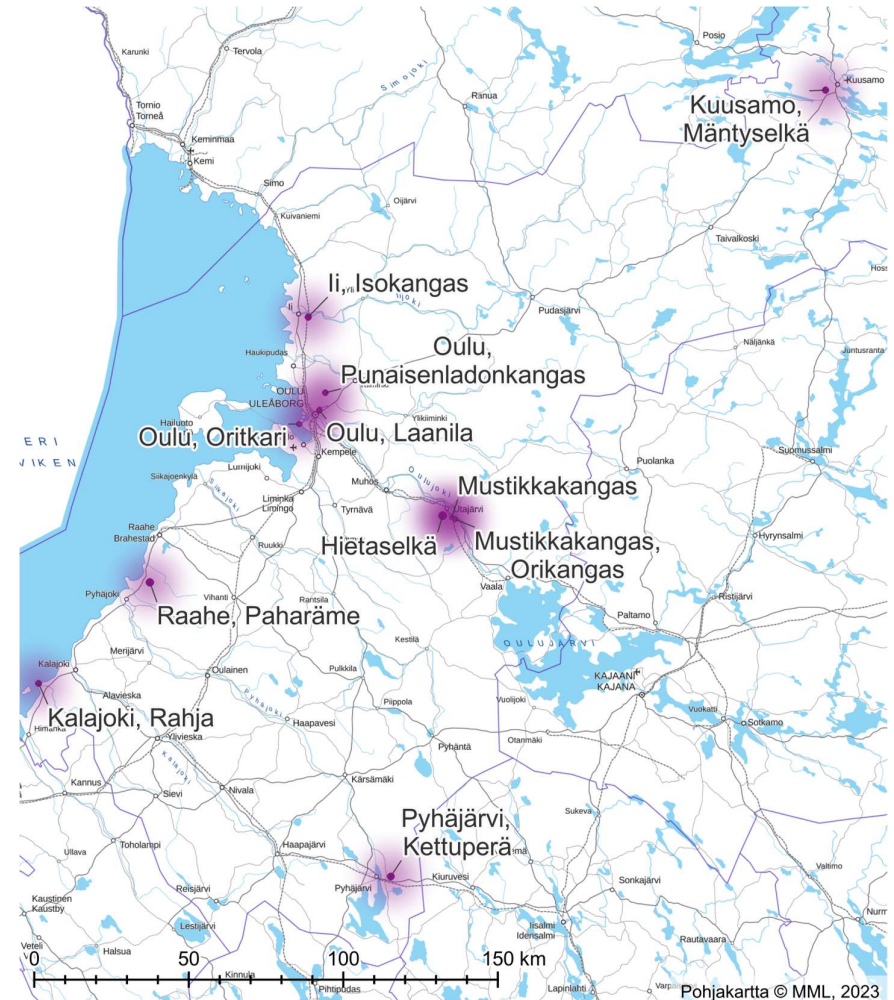 Posio
Karunki
Tervola
Simojoki
Kuusamo
Ranua
Kuusamo,
Mäntyselkä
Tornio
Torneå
Keminmaa
Kemi
Simo
Oijärvi
Kuivaniemi
Taivalkoski
Ii, Isokangas
Ii
Iijoki
Pudasjärvi
Näljänkä
Juntusranta
Haukipudas
Oulu,
Punaisenladonkangas
OULU
ULEÅBORG
Ylikiiminki
Oulu, Oritkari
Oulu, Laanila
Kempele
Lumijoki
Siikajoenkylä
Siikajoki
Muhos
Oulujoki
Puolanka
Suomussalmi
Liminka
Limingo
Tyrnävä
Mustikkakangas
Utajärvi
Hietaselkä
Mustikkakangas,
Orikangas
Raahe
Brahestad
Ruukki
Hyrynsalmi
Vaala
Pyhäjoki
Vihanti
Rantsila
Ristijärvi
Paltamo
Raahe, Paharäme
Kestilä
OULUJÄRVI
Merijärvi
Kalajoki
Oulainen
Pulkkila
KAJAANI
KAJANA
Alavieska
Pyhäjoki
Piippola
Vuolijoki
Vuokatti
Sotkamo
Kalajoki, Rahja
Haapavesi
Otanmäki
Ylivieska
Pyhäntä
Kalajoki
Kannus
Sievi
Nivala
Kärsämäki
Sukeva
Pyhäjärvi,
Kettuperä
Toholampi
Haapajärvi
Ullava
Valtimo
Reisjärvi
Pyhäjärvi
Kiuruvesi
Sonkajärvi
Kaustinen
Kaustby
Lestijärvi
Iisalmi
Idensalmi
Rautavaara
Veteli
Halsua
0 50 100 150 km
Kinnula
Pihtipudas
Lapinlahti
Pohjakartta © MML, 2023